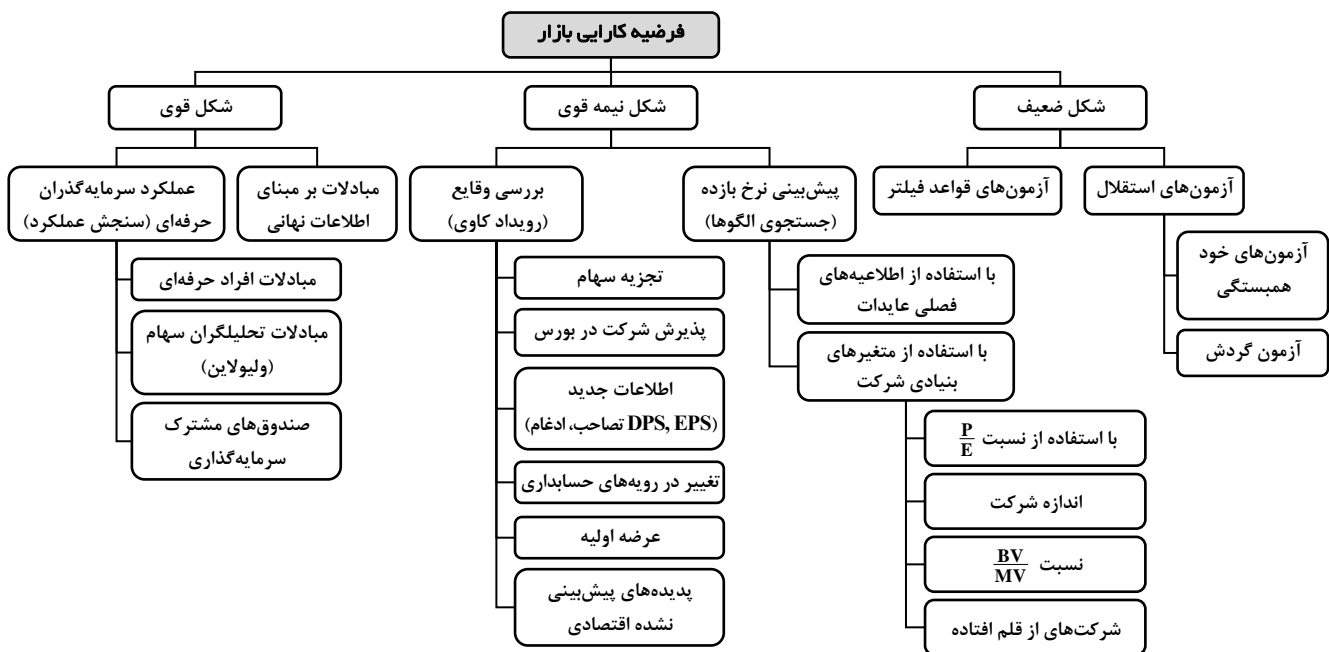 فرضیه کارایی بازار
شکل ضعیف
آزمون‌های استقلال
آزمون‌های خود
همبستگی
آزمون گردش
آزمون‌های قواعد فیلتر
شکل نیمه قوی
پیش‌بینی نرخ بازده
(جستجوی الگوها)
با استفاده از اطلاعیه‌های
فصلی عایدات
با استفاده از متغیرهای
بنیادی شرکت
با استفاده از نسبت P/E
اندازه شرکت
نسبت BV/MV
شرکت‌های از قلم افتاده
بررسی وقایع
(رویداد کاوی)
تجزیه سهام
پذیرش شرکت در بورس
اطلاعات جدید
(DPS, EPS تصاحب، ادغام)
تغییر در رویه‌های حسابداری
عرضه اولیه
پدیده‌های پیش‌بینی
نشده اقتصادی
شکل قوی
مبادلات بر مبنای
اطلاعات نهانی
عملکرد سرمایه‌گذران
حرفه‌ای (سنجش عملکرد)
مبادلات افراد حرفه‌ای
مبادلات تحلیلگران سهام
(ولیولاین)
صندوق‌های مشترک
سرمایه‌گذاری